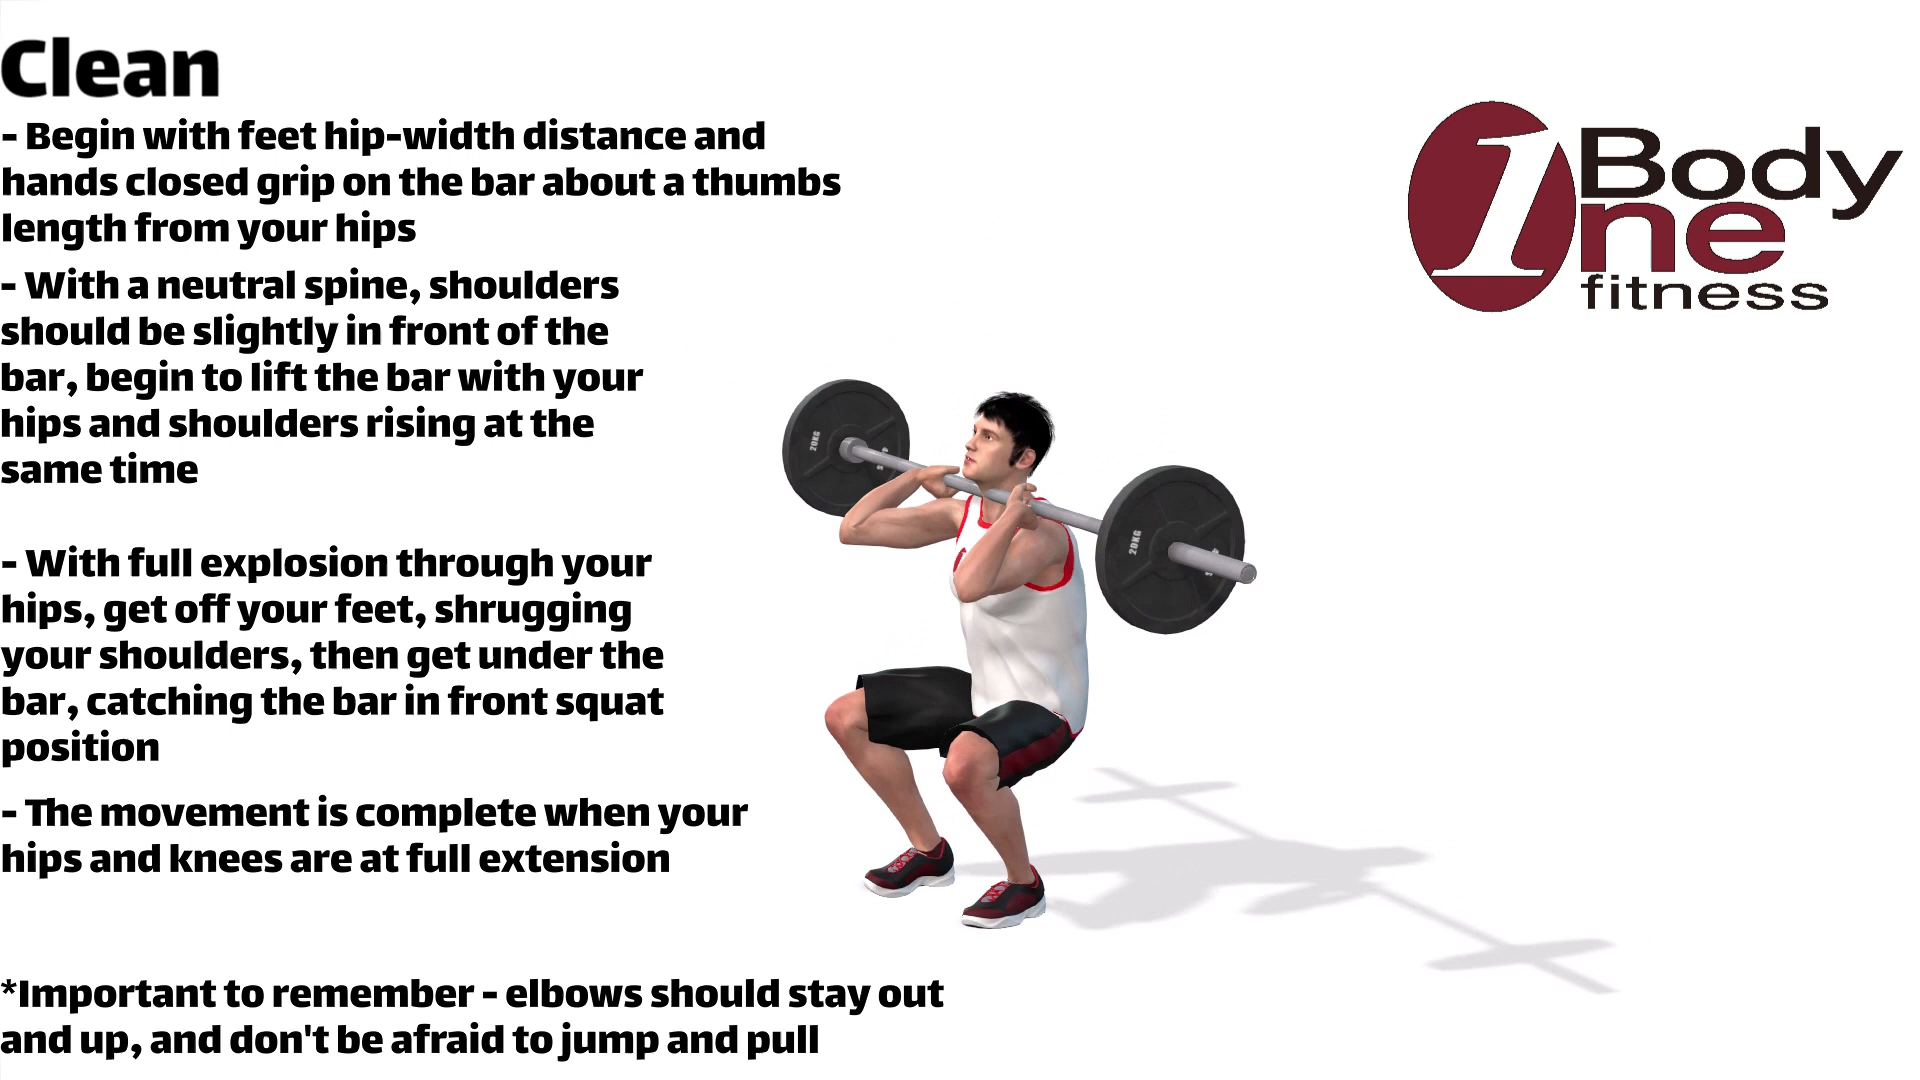 Clean
- Begin with feet hip-width distance and
hands closed grip on the bar about a thumbs
length from your hips
- With a neutral spine, shoulders
should be slightly in front of the
bar, begin to lift the bar with your
hips and shoulders rising at the
same time
- With full explosion through your
hips, get off your feet, shrugging
your shoulders, then get under the
bar, catching the bar in front squat
position
- The movement is complete when your
hips and knees are at full extension
*Important to remember - elbows should stay out
and up, and don't be afraid to jump and pull
1 Body
ne
fitness
20KG
20KG